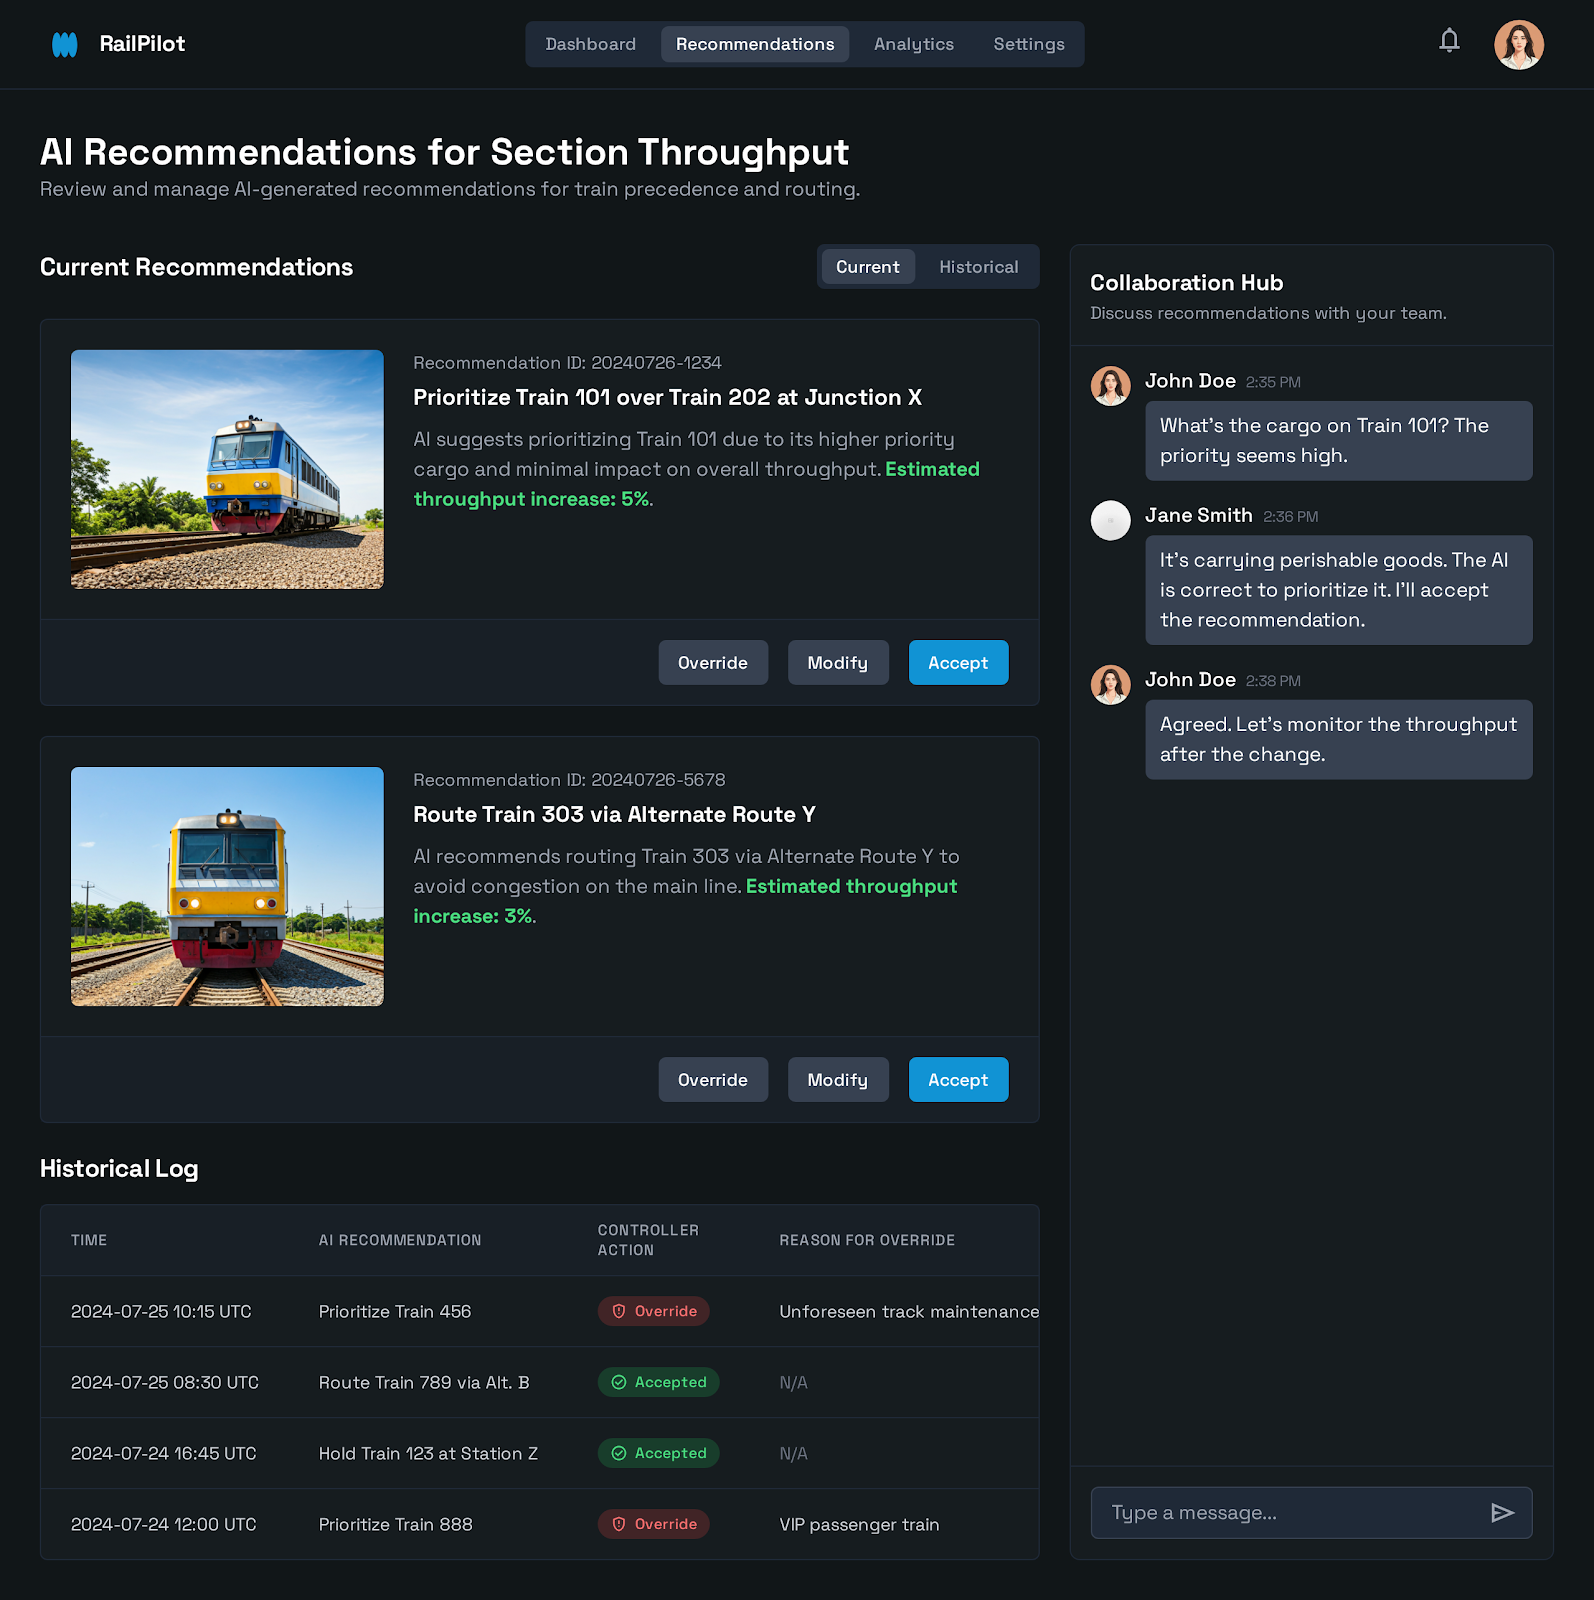 RailPilot
Dashboard
Recommendations
Analytics
Settings
AI Recommendations for Section Throughput
Review and manage AI-generated recommendations for train precedence and routing.
Current Recommendations
Current
Historical
Recommendation ID: 20240726-1234
Prioritize Train 101 over Train 202 at Junction X
AI suggests prioritizing Train 101 due to its higher priority
cargo and minimal impact on overall throughput. Estimated
throughput increase: 5%.
Override
Modify
Accept
Recommendation ID: 20240726-5678
Route Train 303 via Alternate Route Y
AI recommends routing Train 303 via Alternate Route Y to
avoid congestion on the main line. Estimated throughput
increase: 3%.
Override
Modify
Accept
Historical Log
TIME
AI RECOMMENDATION
CONTROLLER
ACTION
REASON FOR OVERRIDE
2024-07-25 10:15 UTC
Prioritize Train 456
Override
Unforeseen track maintenance
2024-07-25 08:30 UTC
Route Train 789 via Alt. B
Accepted
N/A
2024-07-24 16:45 UTC
Hold Train 123 at Station Z
Accepted
N/A
2024-07-24 12:00 UTC
Prioritize Train 888
Override
VIP passenger train
Collaboration Hub
Discuss recommendations with your team.
John Doe 2:35 PM
What's the cargo on Train 101? The
priority seems high.
Jane Smith 2:36 PM
It's carrying perishable goods. The AI
is correct to prioritize it. I'll accept
the recommendation.
John Doe 2:38 PM
Agreed. Let's monitor the throughput
after the change.
Type a message...